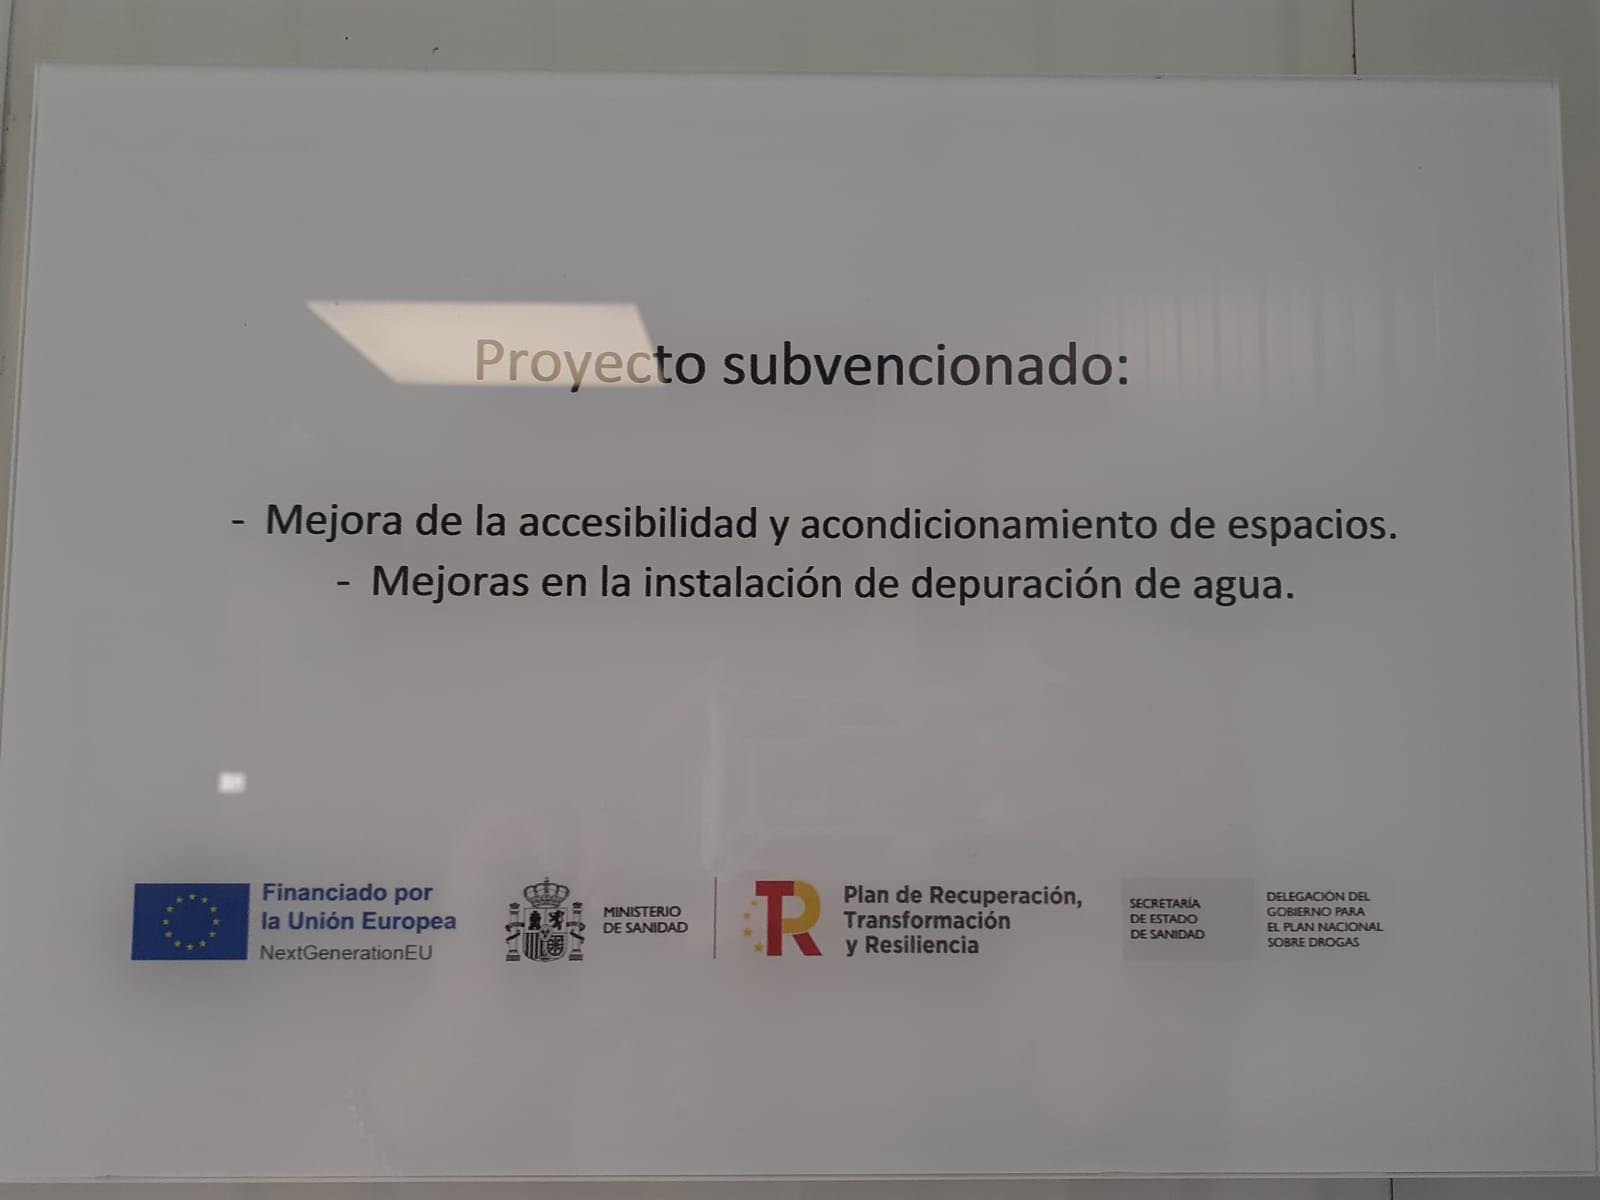 Proyecto subvencionado:
- Mejora de la accesibilidad y acondicionamiento de espacios.
- Mejoras en la instalación de depuración de agua.
Financiado por
la Unión Europea
NextGenerationEU
MINISTERIO
DE SANIDAD
Plan de Recuperación,
Transformación
y Resiliencia
SECRETARÍA
DE ESTADO
DE SANIDAD
DELEGACIÓN DEL
GOBIERNO PARA
EL PLAN NACIONAL
SOBRE DROGAS